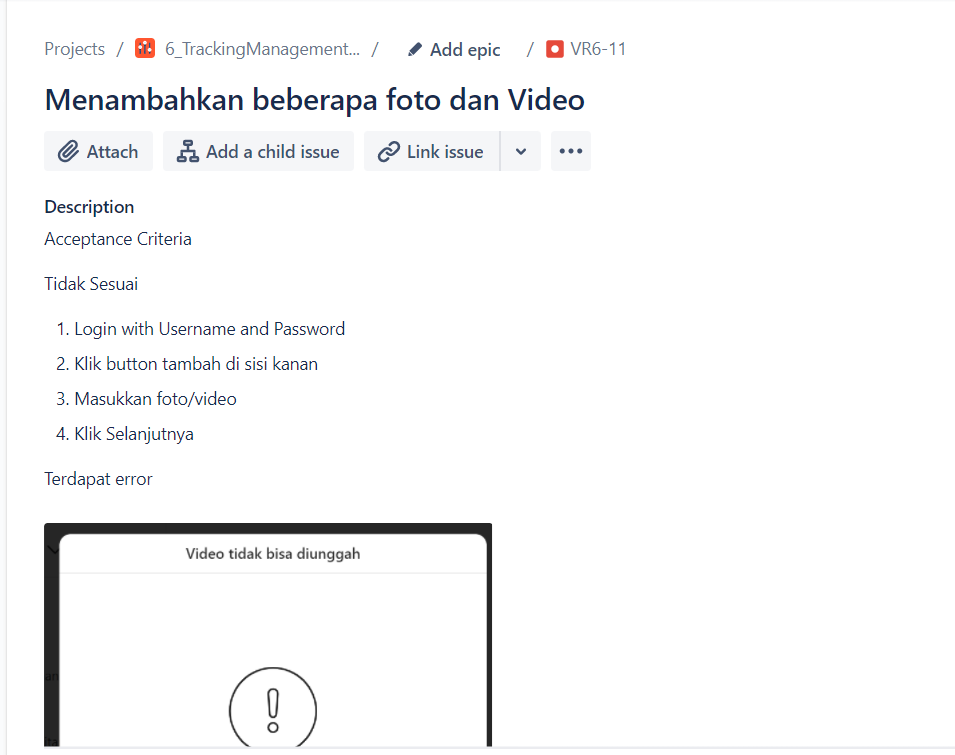 Projects / 6_TrackingManagement... / Add epic / VR6-11
Menambahkan beberapa foto dan Video
Attach Add a child issue Link issue
Description
Acceptance Criteria
Tidak Sesuai
1. Login with Username and Password
2. Klik button tambah di sisi kanan
3. Masukkan foto/video
4. Klik Selanjutnya
Terdapat error
Video tidak bisa diunggah